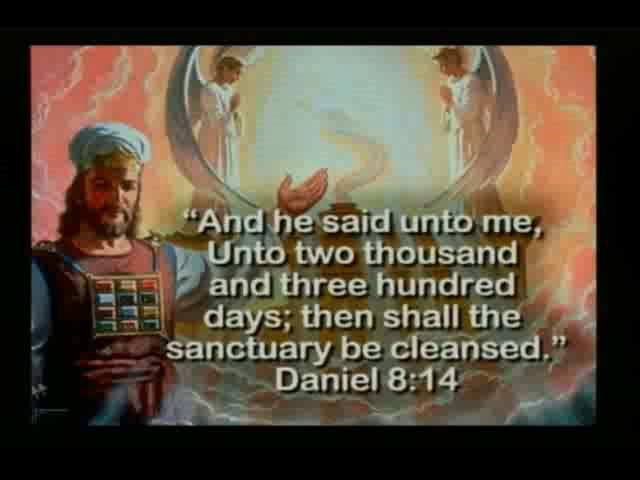 “And he said unto me,
Unto two thousand
and three hundred
days; then shall the
sanctuary be cleansed.”
Daniel 8:14